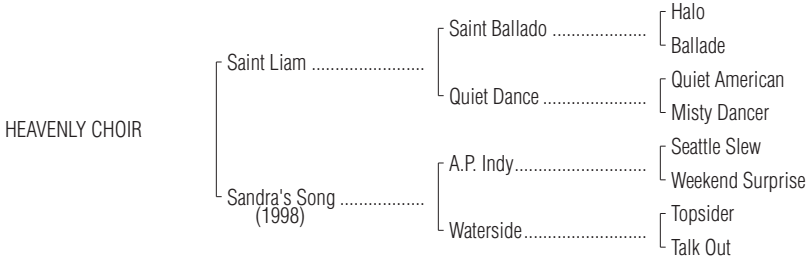 Halo
Saint Ballado ....................
Ballade
Saint Liam ........................
Quiet American
Quiet Dance ......................
Misty Dancer
HEAVENLY CHOIR
Seattle Slew
A.P. Indy............................
Weekend Surprise
Sandra's Song ..................
(1998)
Topsider
Waterside..........................
Talk Out